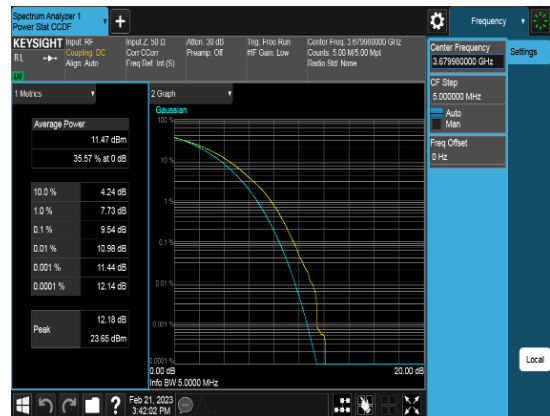 Spectrum Analyzer 1
Power Stat CCDF
Frequency
KEYSIGHT
RL
Input: RF
Coupling: DC
Align: Auto
Input Z: 50 Ω
Corr CCorr
Freq Ref: Int (S)
Atten: 30 dB
Preamp: Off
Trig: Free Run
#IF Gain: Low
Center Freq: 3.679980000 GHz
Counts: 5.00 M/5.00 Mpt
Radio Std: None
Center Frequency
3.679980000 GHz
Settings
CF Step
5.000000 MHz
Auto
Man
Freq Offset
0 Hz
1 Metrics
Average Power
11.47 dBm
35.57 % at 0 dB
10.0 % 4.24 dB
1.0 % 7.73 dB
0.1 % 9.54 dB
0.01 % 10.98 dB
0.001 % 11.44 dB
0.0001 % 12.14 dB
Peak
12.18 dB
23.65 dBm
2 Graph
Gaussian
100 %
10 %
1 %
0.1 %
0.01 %
0.001 %
0.0001 %
0.00 dB
20.00 dB
Info BW 5.0000 MHz
Local
Feb 21, 2023
3:42:02 PM